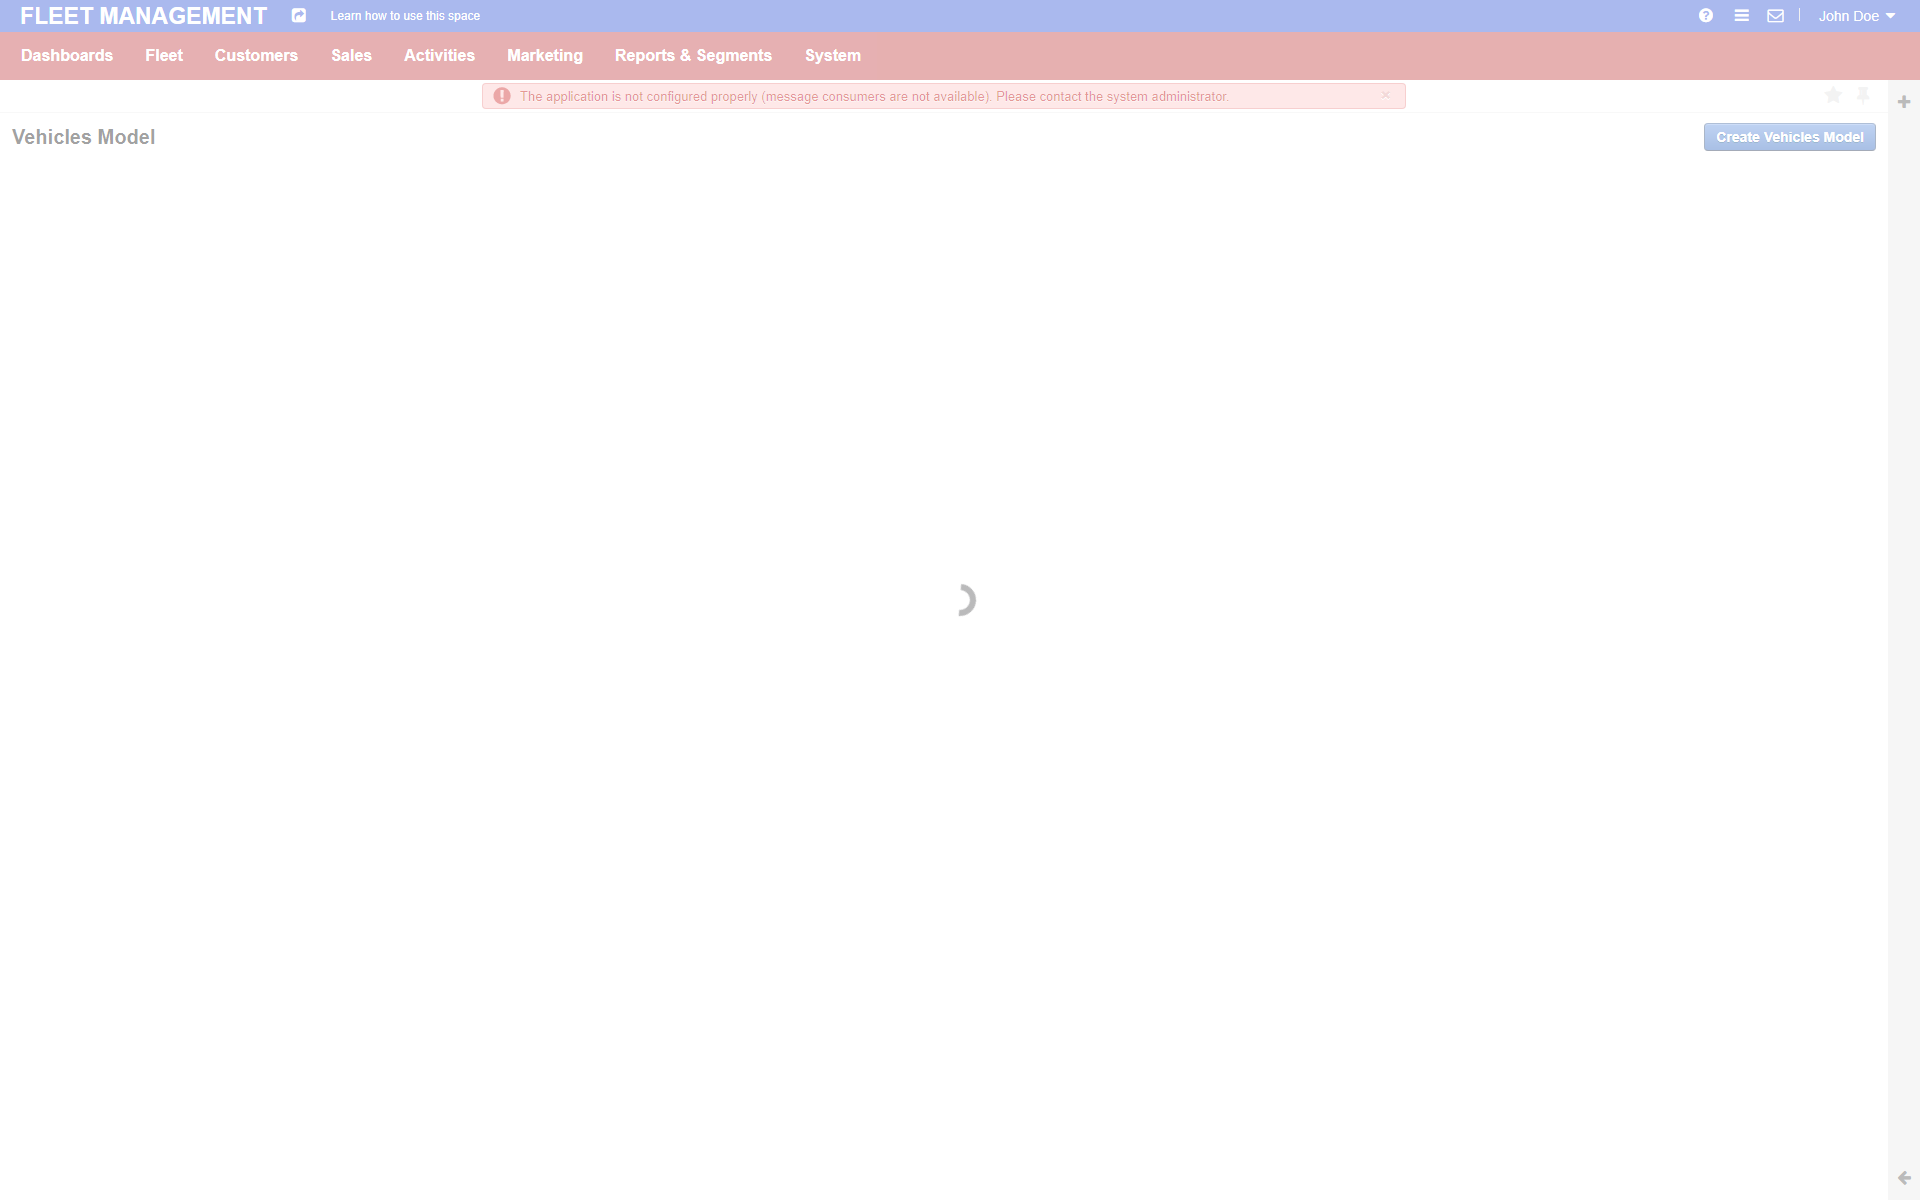 FLEET MANAGEMENT
Learn how to use this space
John Doe
Dashboards Fleet Customers Sales Activities Marketing Reports & Segments System
The application is not configured properly (message consumers are not available). Please contact the system administrator.
×
Vehicles Model
Create Vehicles Model